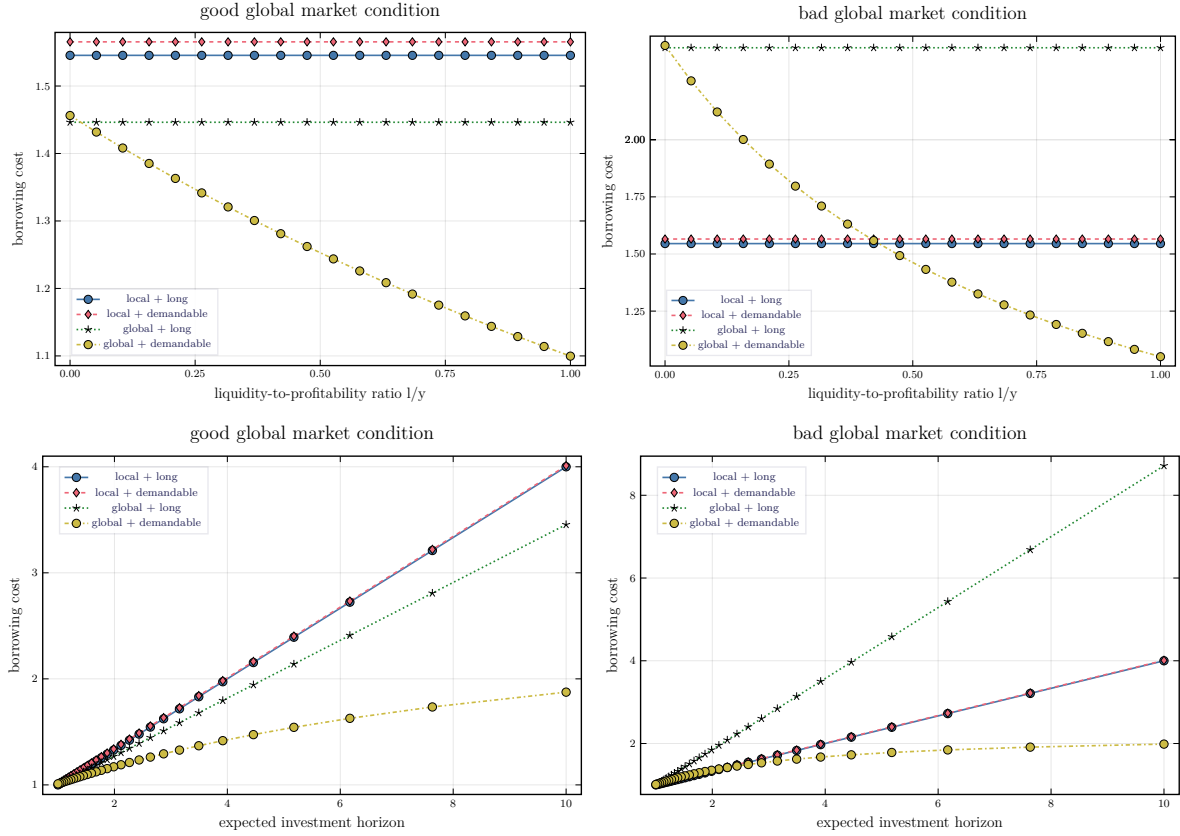 good global market condition
borrowing cost
1.5
1.4
1.3
1.2
1.1
local + long
local + demandable
global + long
global + demandable
0.00
0.25
0.50
0.75
1.00
liquidity-to-profitability ratio l/y
bad global market condition
borrowing cost
2.00
1.75
1.50
1.25
local + long
local + demandable
global + long
global + demandable
0.00
0.25
0.50
0.75
1.00
liquidity-to-profitability ratio l/y
good global market condition
borrowing cost
4
3
2
1
local + long
local + demandable
global + long
global + demandable
2
4
6
8
10
expected investment horizon
bad global market condition
borrowing cost
8
6
4
2
local + long
local + demandable
global + long
global + demandable
2
4
6
8
10
expected investment horizon